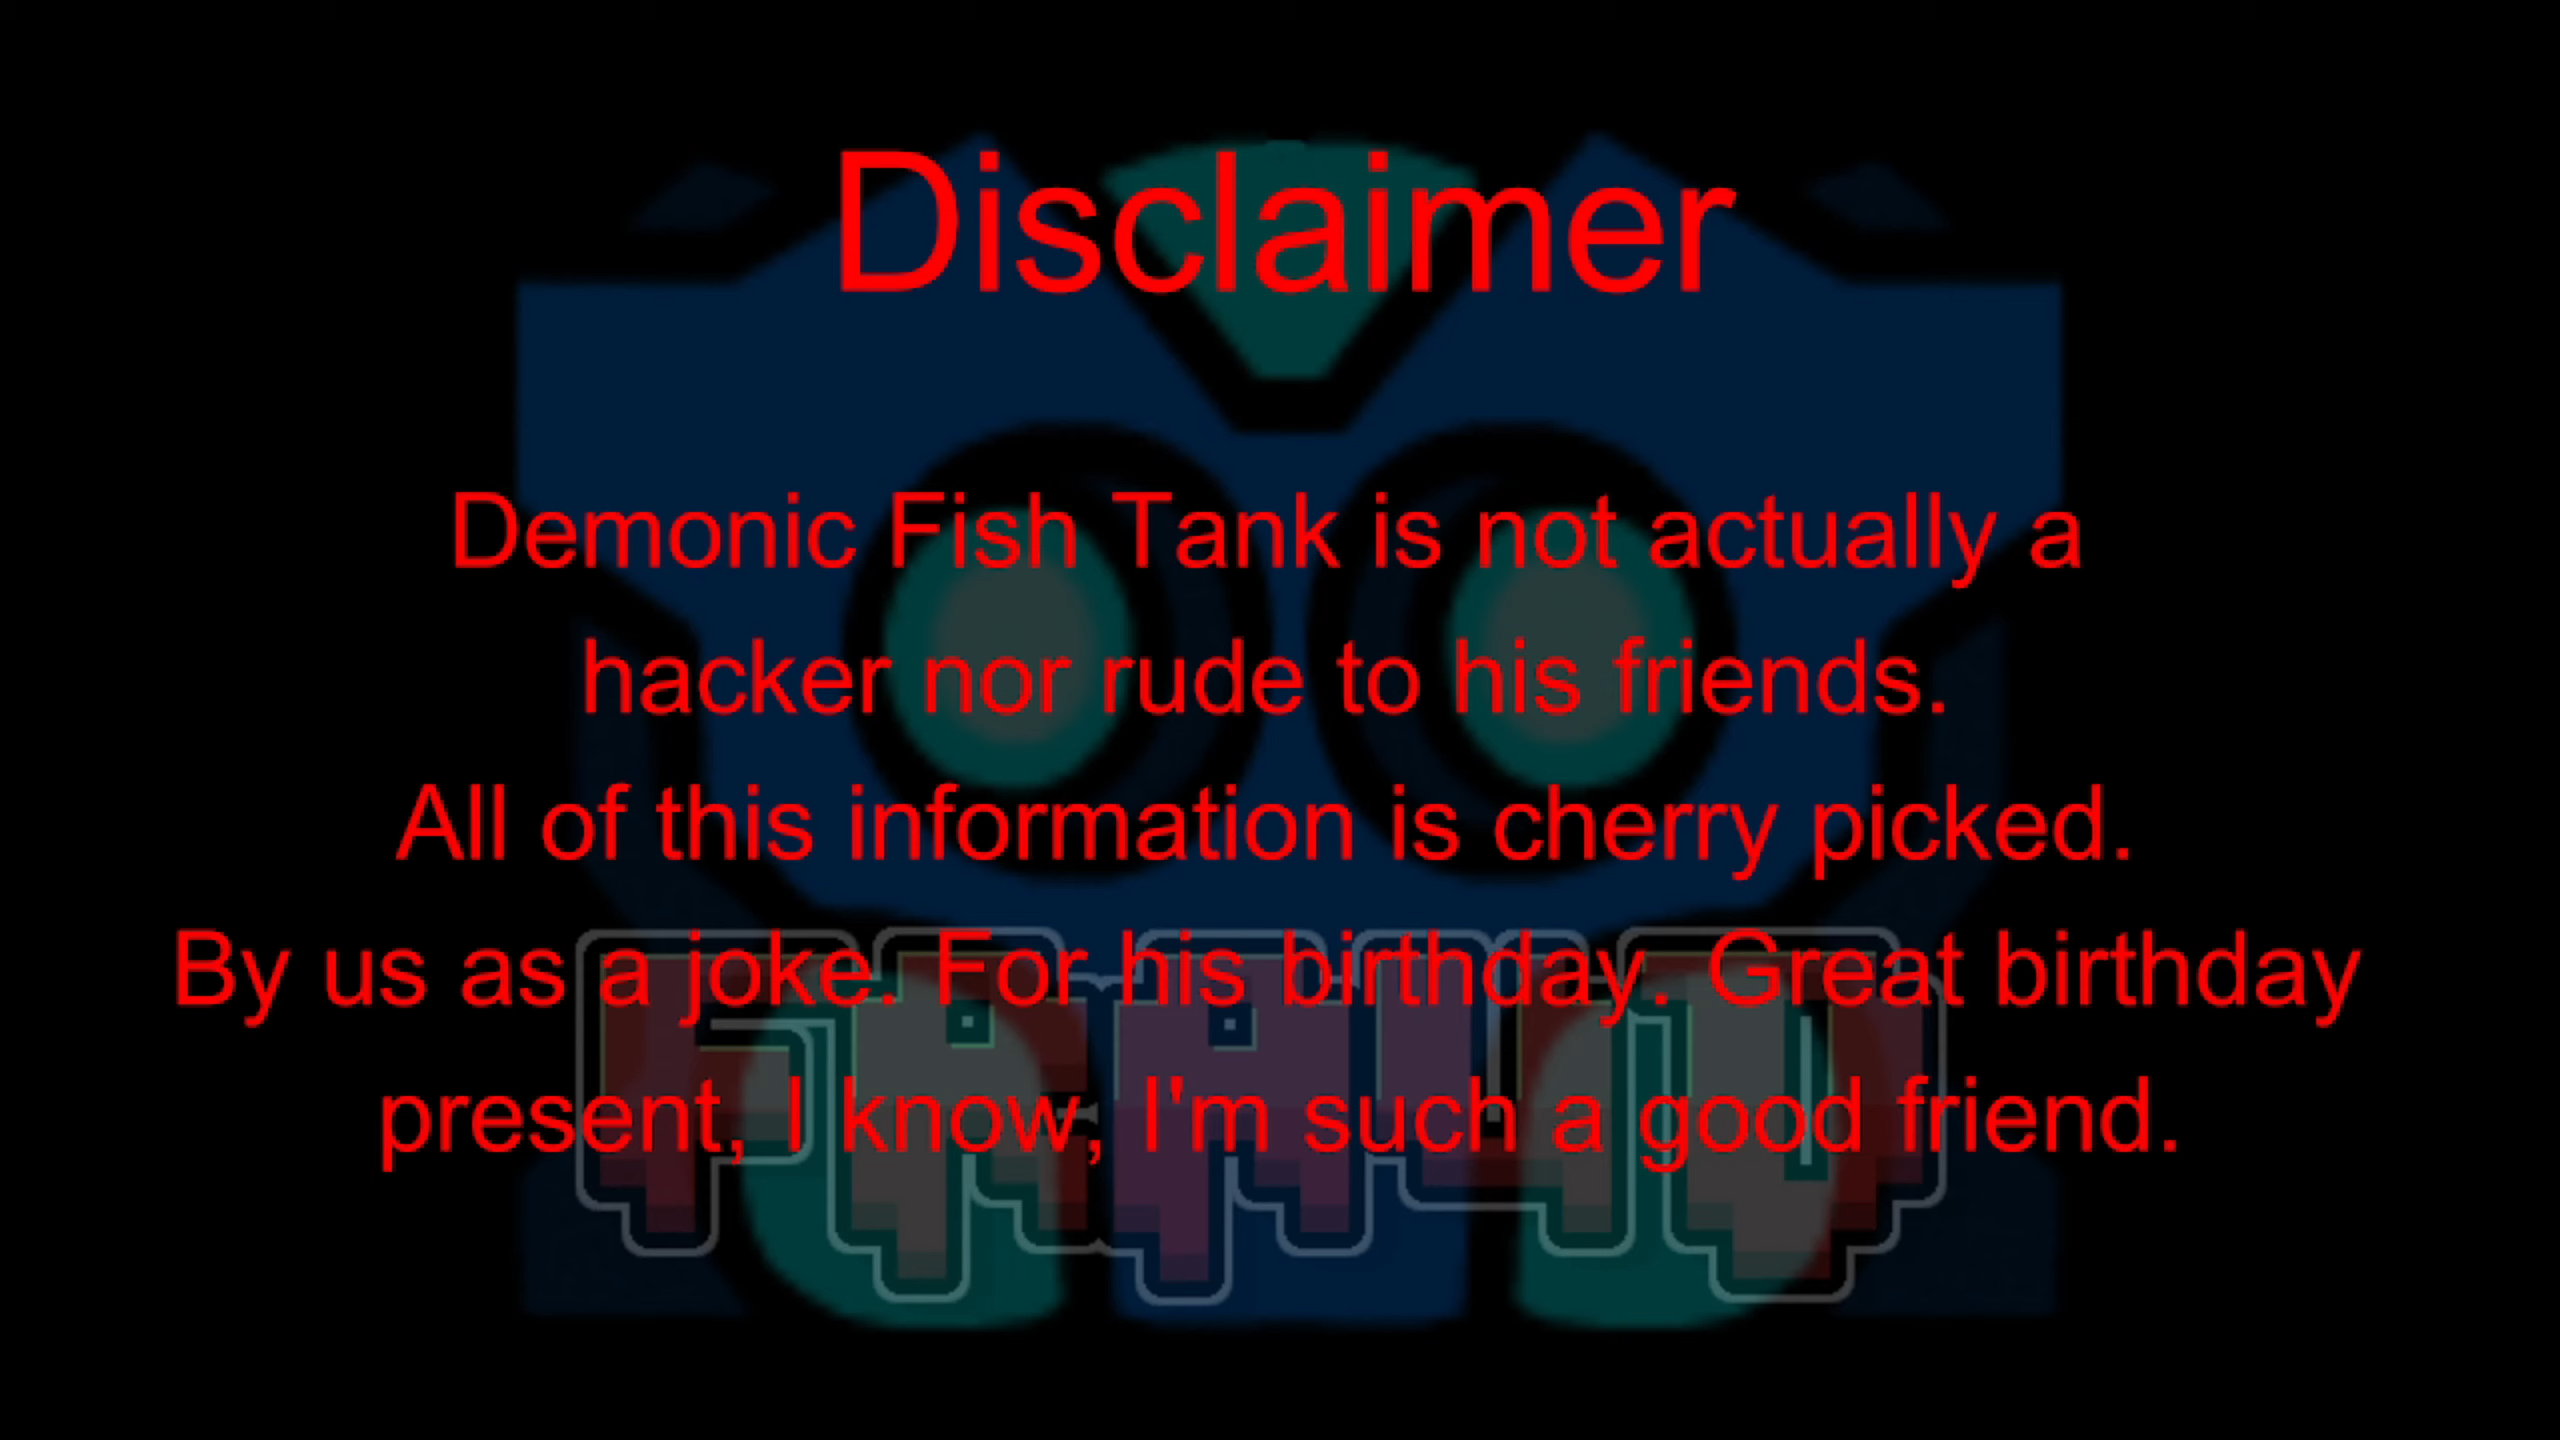 Disclaimer
Demonic Fish Tank is not actually a
hacker nor rude to his friends.
All of this information is cherry picked.
By us as a joke. For his birthday. Great birthday
present, I know, I'm such a good friend.